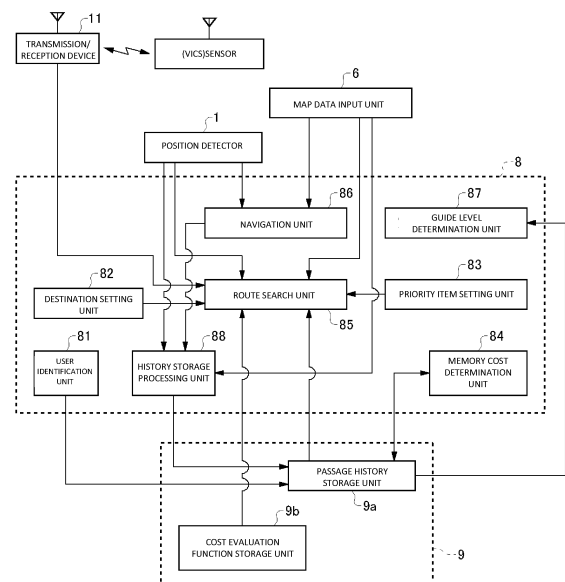 11
TRANSMISSION/
RECEPTION DEVICE
(VICS)SENSOR
6
MAP DATA INPUT UNIT
1
POSITION DETECTOR
8
86
NAVIGATION UNIT
87
GUIDE LEVEL
DETERMINATION UNIT
82
DESTINATION SETTING
UNIT
ROUTE SEARCH UNIT
85
83
PRIORITY ITEM SETTING UNIT
81
USER
IDENTIFICATION
UNIT
88
HISTORY STORAGE
PROCESSING UNIT
84
MEMORY COST
DETERMINATION
UNIT
PASSAGE HISTORY
STORAGE UNIT
9a
9b
COST EVALUATION
FUNCTION STORAGE UNIT
9